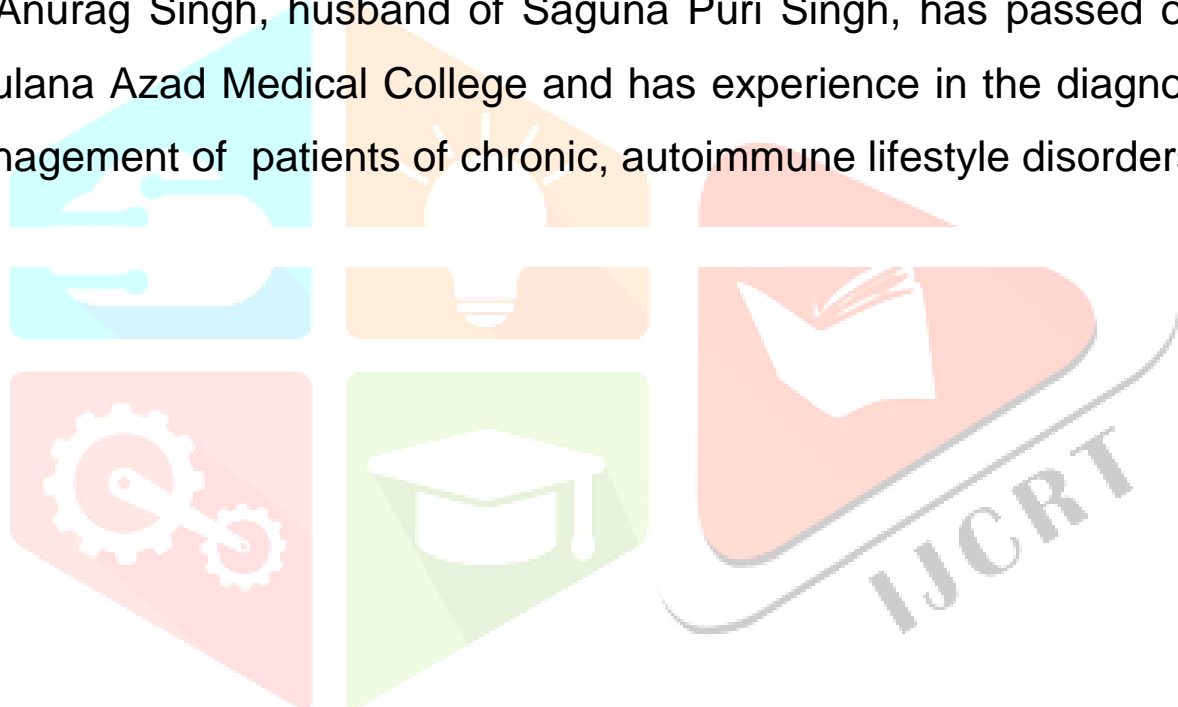 Anurag Singh, husband of Saguna Puri Singh, has passed o
ulana Azad Medical College and has experience in the diagno
nagement of patients of chronic, autoimmune lifestyle disorders
IJCRT